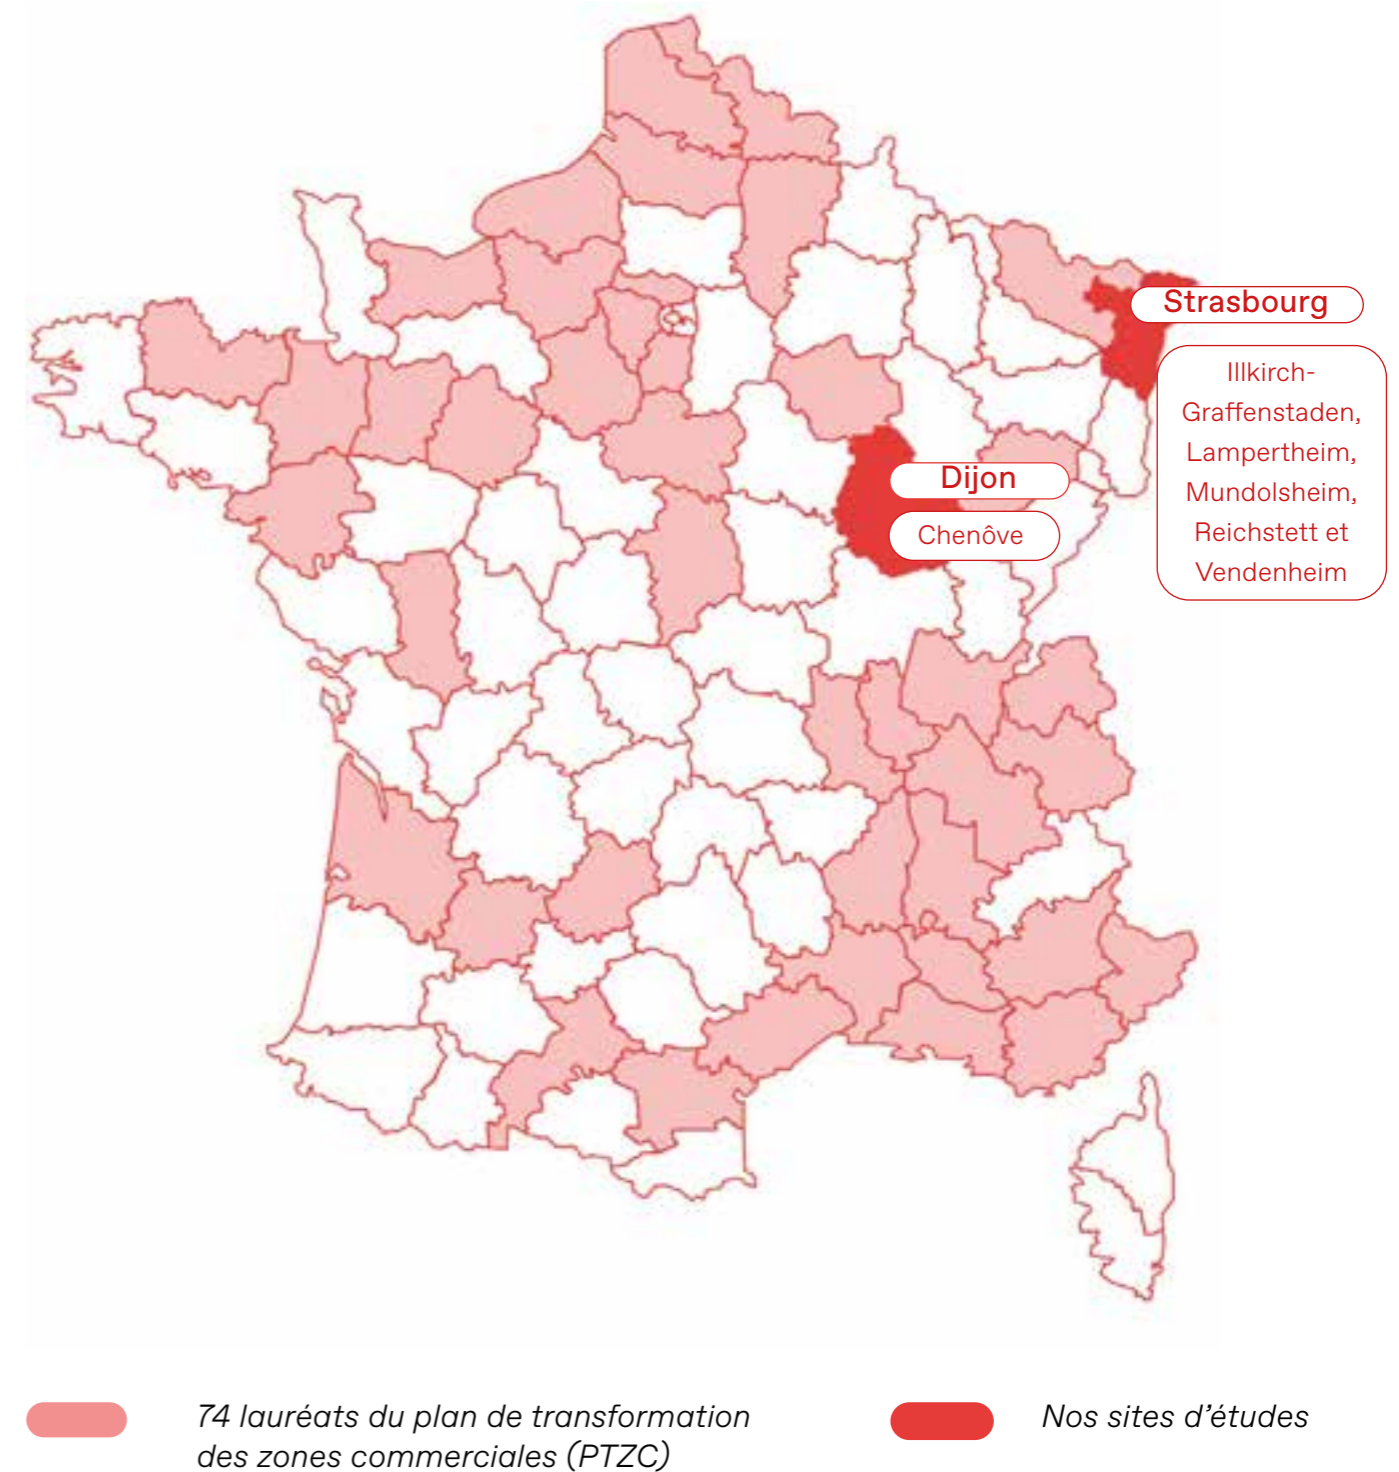 Strasbourg
Illkirch-
Graffenstaden,
Lampertheim,
Mundolsheim,
Reichstett et
Vendenheim
Dijon
Chenôve
74 lauréats du plan de transformation
des zones commerciales (PTZC)
Nos sites d’études